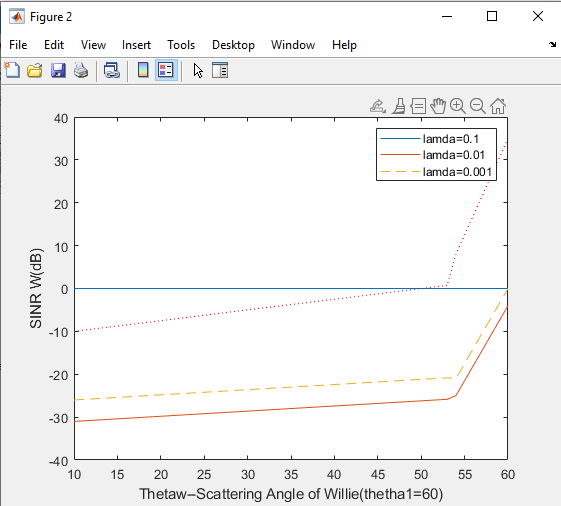 Figure 2
File Edit View Insert Tools Desktop Window Help
40
30
20
10
0
-10
-20
-30
-40
SINR W(dB)
lamda=0.1
lamda=0.01
lamda=0.001
10 15 20 25 30 35 40 45 50 55 60
Thetaw--Scattering Angle of Willie(thetha1=60)